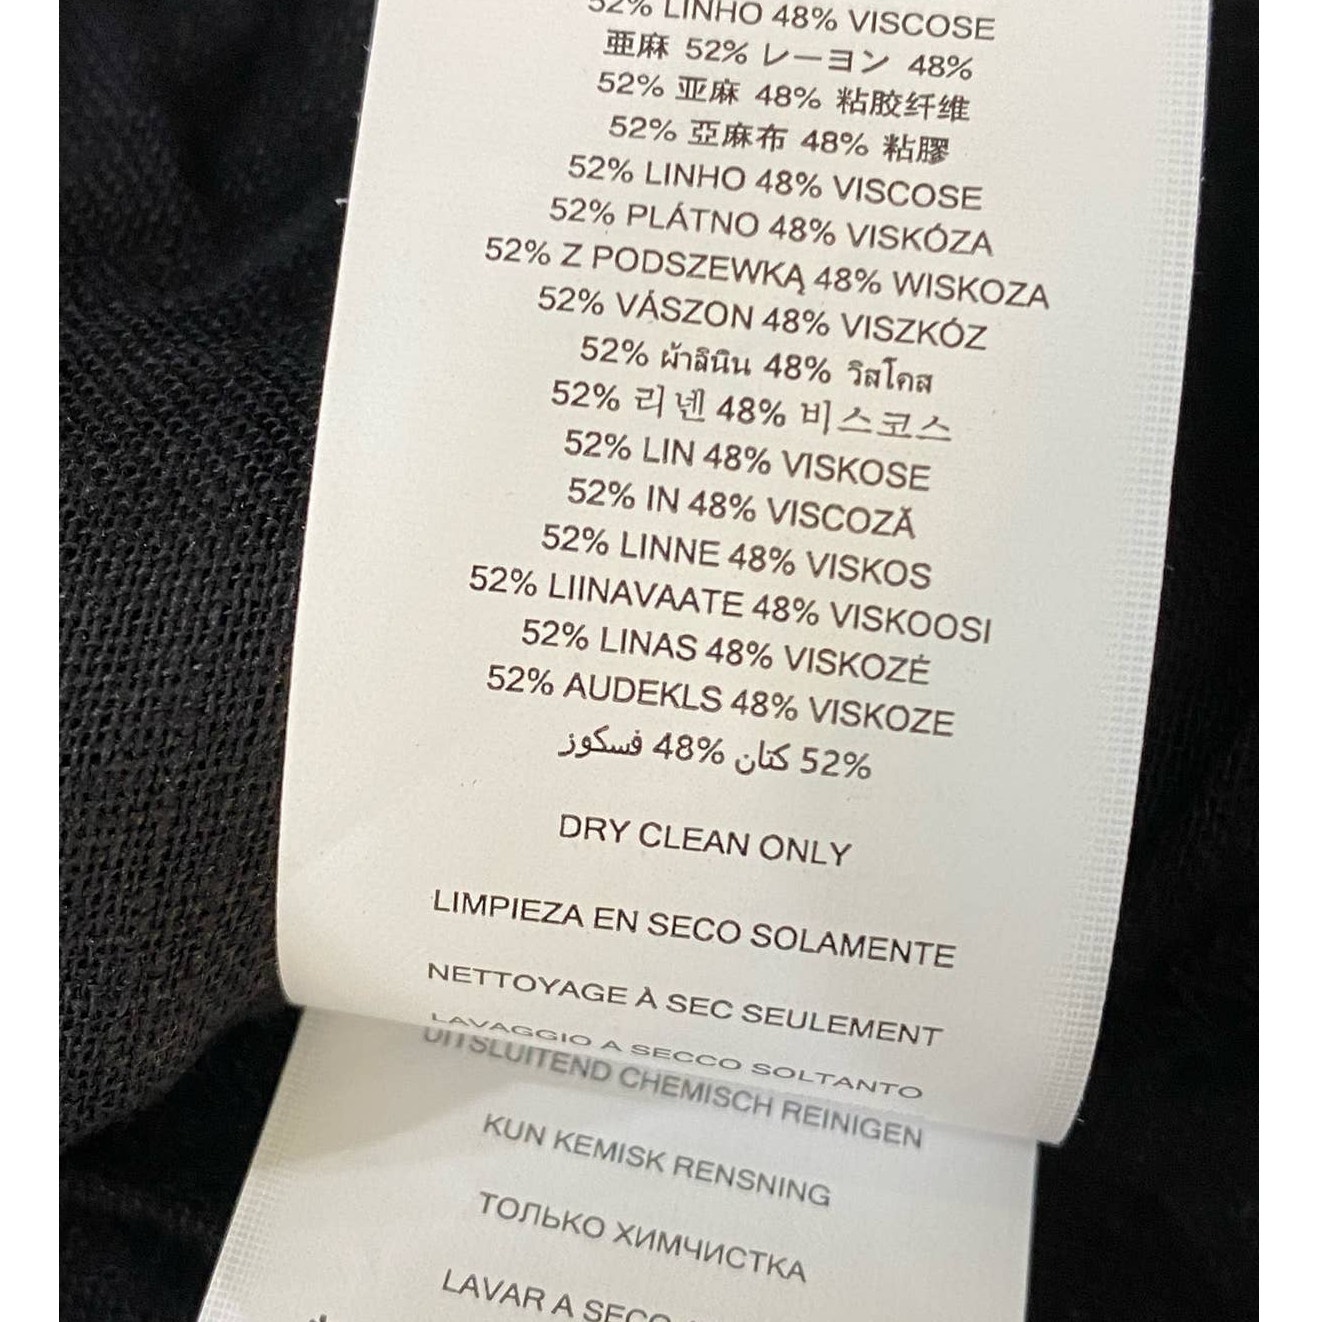 52% LINHO 48% VISCOSE
亜麻 52% レーヨン 48%
52% 亚麻 48% 粘胶纤维
52% 亞麻布 48% 粘膠
52% LINHO 48% VISCOSE
52% PLÁTNO 48% VISKÓZA
52% Z PODSZEWKĄ 48% WISKOZA
52% VÁSZON 48% VISZKÓZ
52% ผ้าลินิน 48% วิสโคส
52% 리넨 48% 비스코스
52% LIN 48% VISKOSE
52% IN 48% VISCOZĂ
52% LINNE 48% VISKOS
52% LIINAVAATE 48% VISKOOSI
52% LINAS 48% VISKOZĖ
52% AUDEKLS 48% VISKOZE
52% كتان 48% فسكوز
DRY CLEAN ONLY
LIMPIEZA EN SECO SOLAMENTE
NETTOYAGE À SEC SEULEMENT
LAVAGGIO A SECCO SOLTANTO
UITSLUITEND CHEMISCH REINIGEN
KUN KEMISK RENSNING
ТОЛЬКО ХИМЧИСТКА
LAVAR A SECO